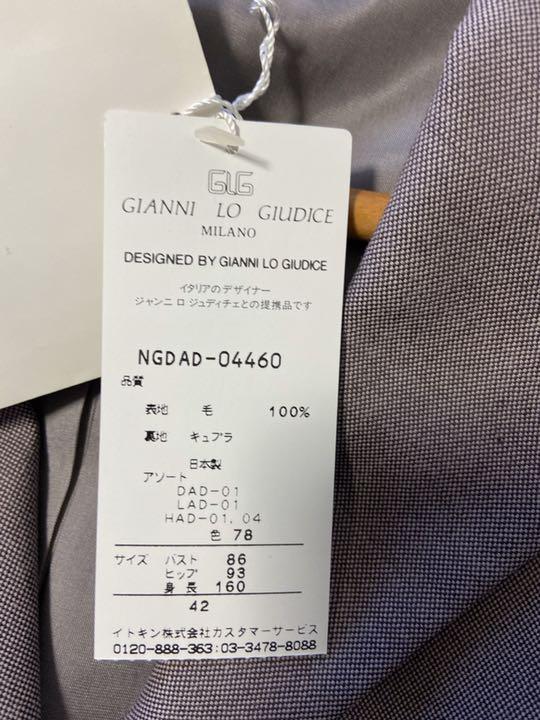 GLG
GIANNI LO GIUDICE
MILANO
DESIGNED BY GIANNI LO GIUDICE
イタリアのデザイナー
ジャンニ ロ ジュディチェとの提携品です
NGDAD-04460
品質
表地 毛 100%
裏地 キュプラ
日本製
アソート
DAD-01
LAD-01
HAD-01.04
色 78
サイズ バスト 86
ヒップ 93
身長 160
42
イトキン株式会社カスタマーサービス
0120-888-363:03-3478-8088